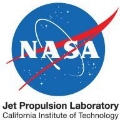 NASA
Jet Propulsion Laboratory
California Institute of Technology